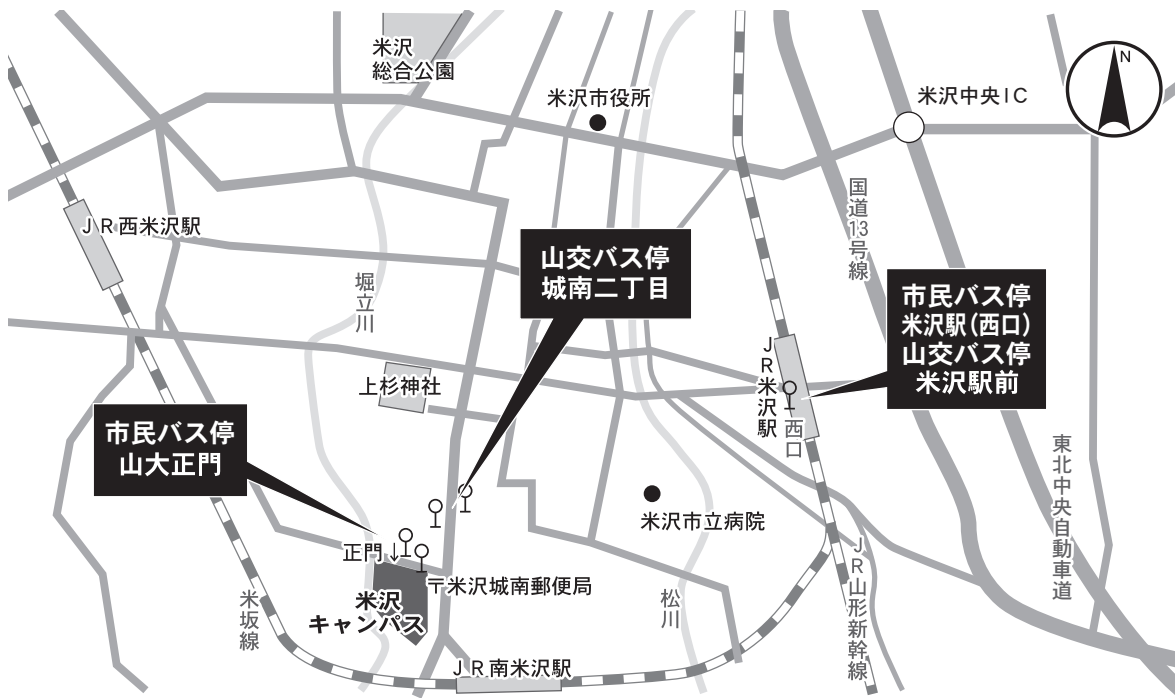 米沢
総合公園
米沢市役所
米沢中央IC
N
JR西米沢駅
国道13号線
山交バス停
城南二丁目
堀立川
市民バス停
米沢駅(西口)
山交バス停
米沢駅前
JR米沢駅
西口
上杉神社
市民バス停
山大正門
東北中央自動車道
米沢市立病院
正門↓
〒米沢城南郵便局
米沢
キャンパス
米坂線
松川
JR山形新幹線
JR南米沢駅